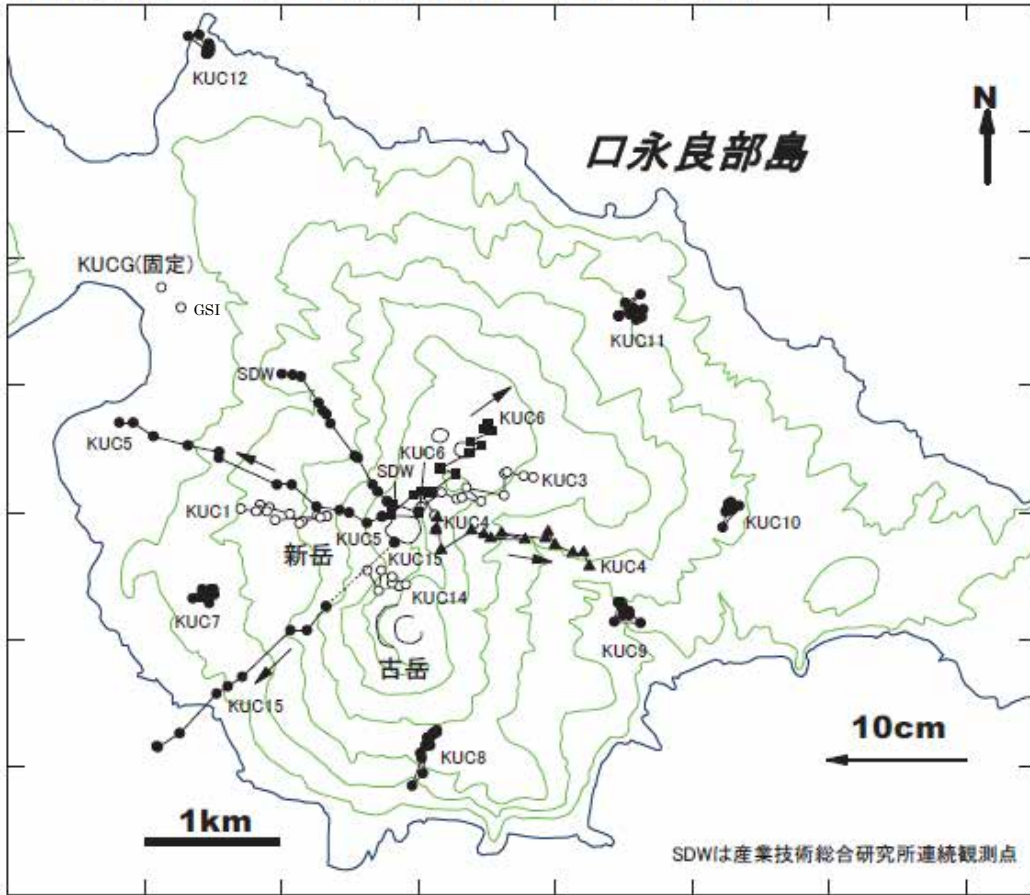 KUC12
N
口永良部島
KUCG(固定)
GSI
KUC11
SDW
KUC6
KUC5
KUC6
SDW
KUC3
KUC1
KUC5
KUC4
KUC10
新岳
KUC15
KUC4
KUC14
KUC7
KUC9
古岳
KUC15
10cm
KUC8
1km
SDWは産業技術総合研究所連続観測点